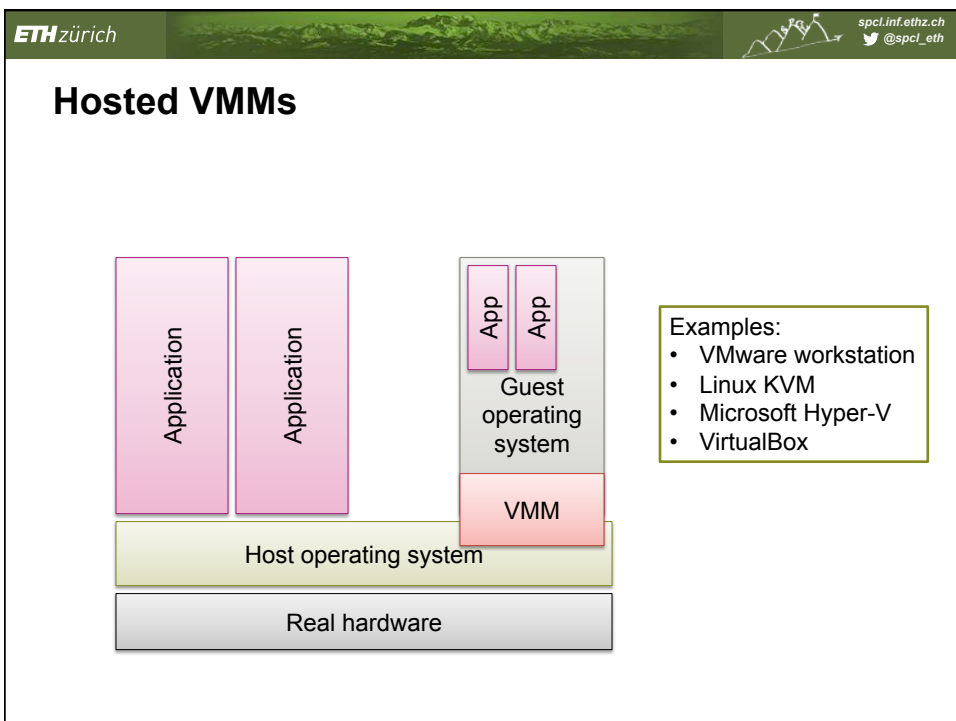 ETH zürich
spcl.inf.ethz.ch
@spcl_eth
Hosted VMMs
Application
Application
App
App
Guest
operating
system
VMM
Host operating system
Real hardware
Examples:
• VMware workstation
• Linux KVM
• Microsoft Hyper-V
• VirtualBox